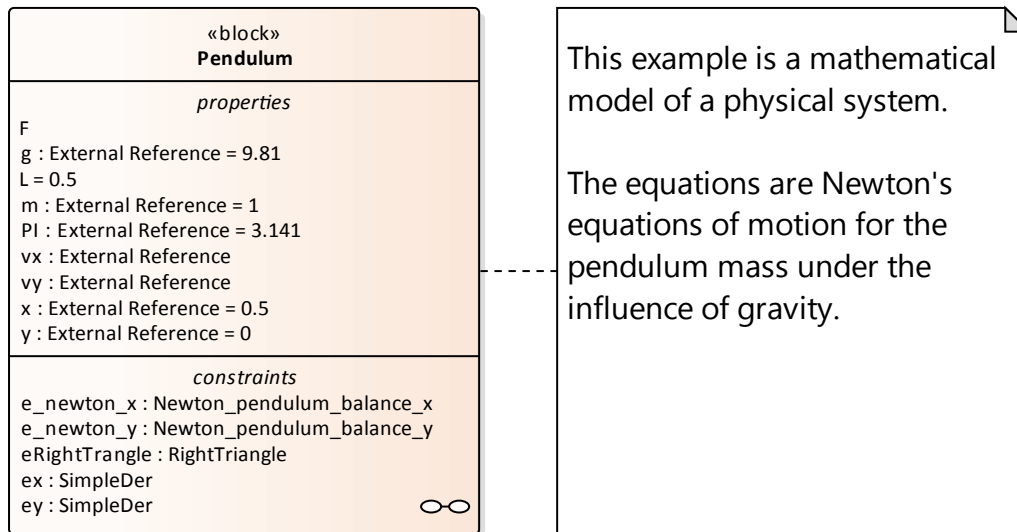 «block»
Pendulum
properties
F
g : External Reference = 9.81
L = 0.5
m : External Reference = 1
PI : External Reference = 3.141
vx : External Reference
vy : External Reference
x : External Reference = 0.5
y : External Reference = 0
constraints
e_newton_x : Newton_pendulum_balance_x
e_newton_y : Newton_pendulum_balance_y
eRightTrangle : RightTriangle
ex : SimpleDer
ey : SimpleDer
This example is a mathematical
model of a physical system.
The equations are Newton's
equations of motion for the
pendulum mass under the
influence of gravity.